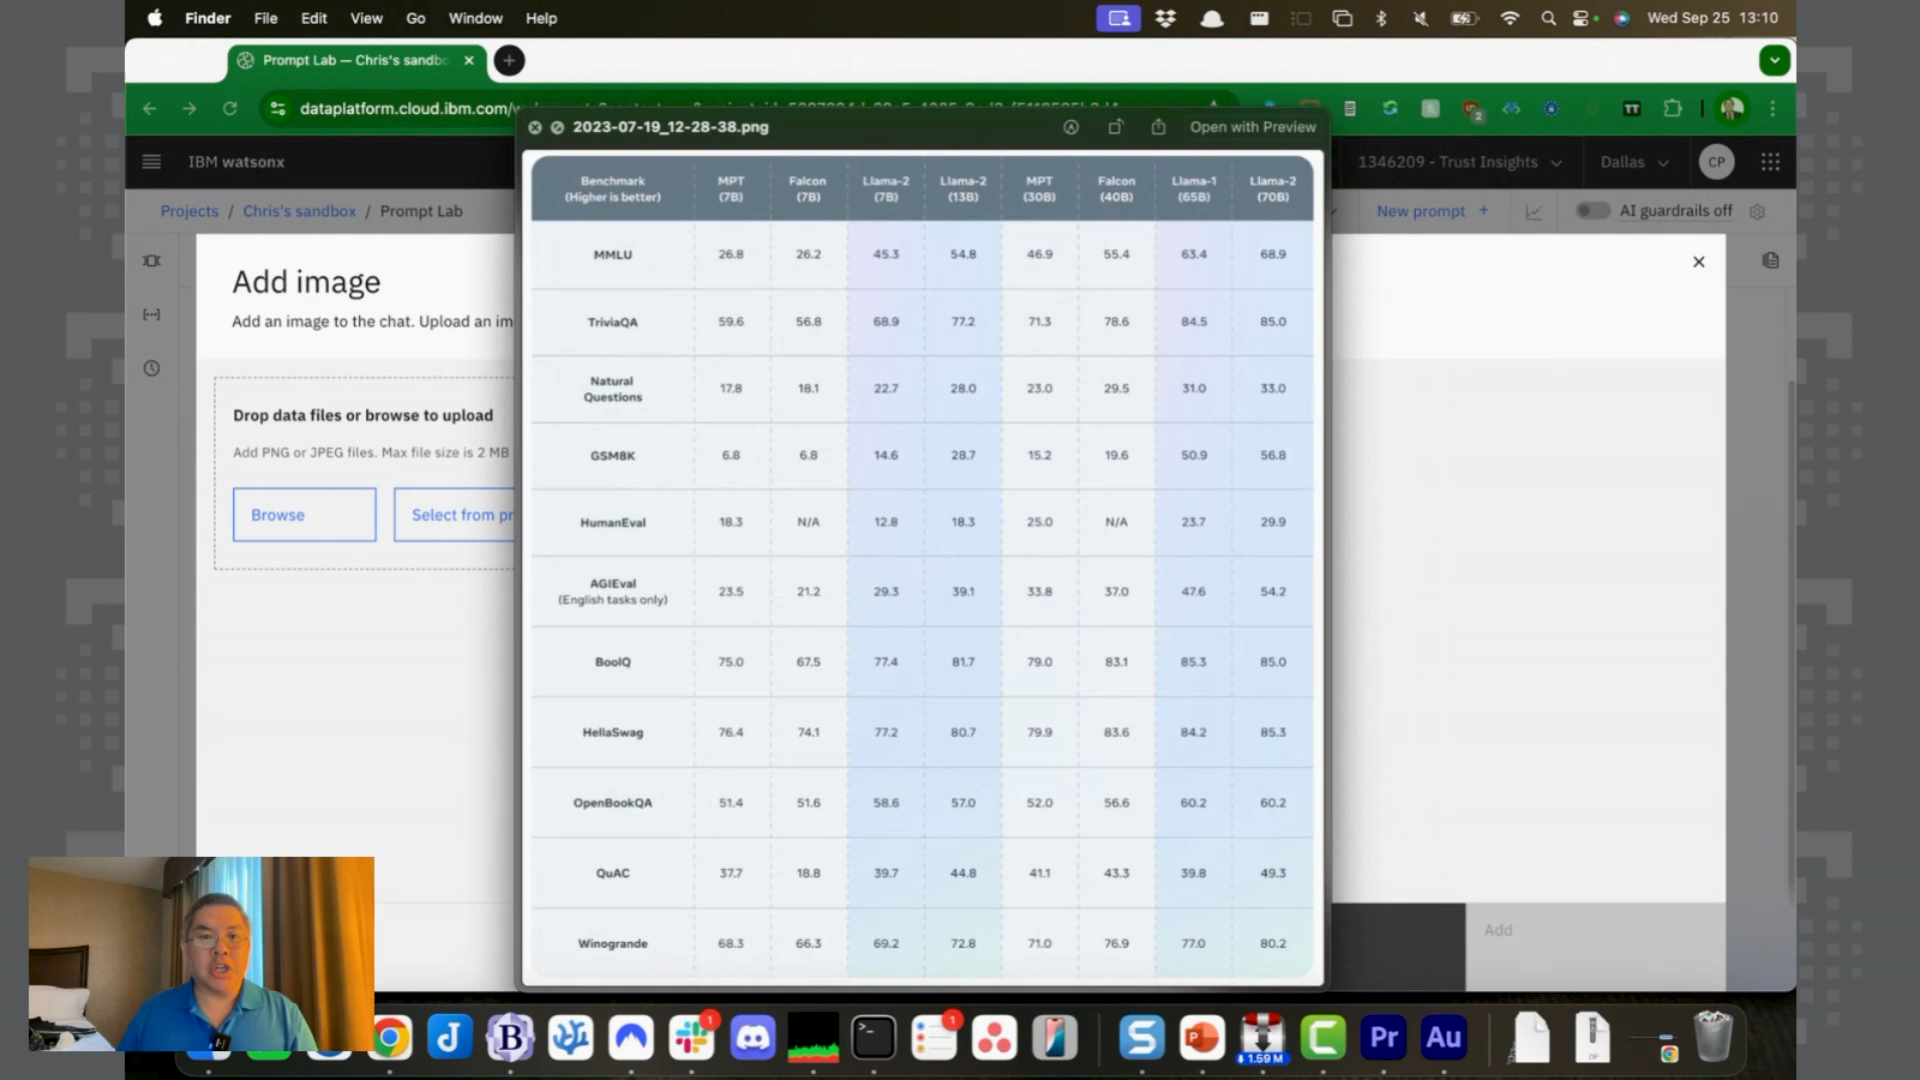 Finder File Edit View Go Window Help Wed Sep 25 13:10
Prompt Lab — Chris's sandbo
dataplatform.cloud.ibm.com/w
2
TT
2023-07-19_12-28-38.png Open with Preview
IBM watsonx 1346209 - Trust Insights Dallas CP
Projects / Chris's sandbox / Prompt Lab New prompt + AI guardrails off
Add image
Add an image to the chat. Upload an im
Drop data files or browse to upload
Add PNG or JPEG files. Max file size is 2 MB
Browse Select from pr
Benchmark (Higher is better) MPT (7B) Falcon (7B) Llama-2 (7B) Llama-2 (13B) MPT (30B) Falcon (40B) Llama-1 (65B) Llama-2 (70B)
MMLU 26.8 26.2 45.3 54.8 46.9 55.4 63.4 68.9
TriviaQA 59.6 56.8 68.9 77.2 71.3 78.6 84.5 85.0
Natural Questions 17.8 18.1 22.7 28.0 23.0 29.5 31.0 33.0
GSM8K 6.8 6.8 14.6 28.7 15.2 19.6 50.9 56.8
HumanEval 18.3 N/A 12.8 18.3 25.0 N/A 23.7 29.9
AGIEval (English tasks only) 23.5 21.2 29.3 39.1 33.8 37.0 47.6 54.2
BoolQ 75.0 67.5 77.4 81.7 79.0 83.1 85.3 85.0
HellaSwag 76.4 74.1 77.2 80.7 79.9 83.6 84.2 85.3
OpenBookQA 51.4 51.6 58.6 57.0 52.0 56.6 60.2 60.2
QuAC 37.7 18.8 39.7 44.8 41.1 43.3 39.8 49.3
Winogrande 68.3 66.3 69.2 72.8 71.0 76.9 77.0 80.2
Add
J B 1 1 S P 1.59 M C Pr Au ZIP